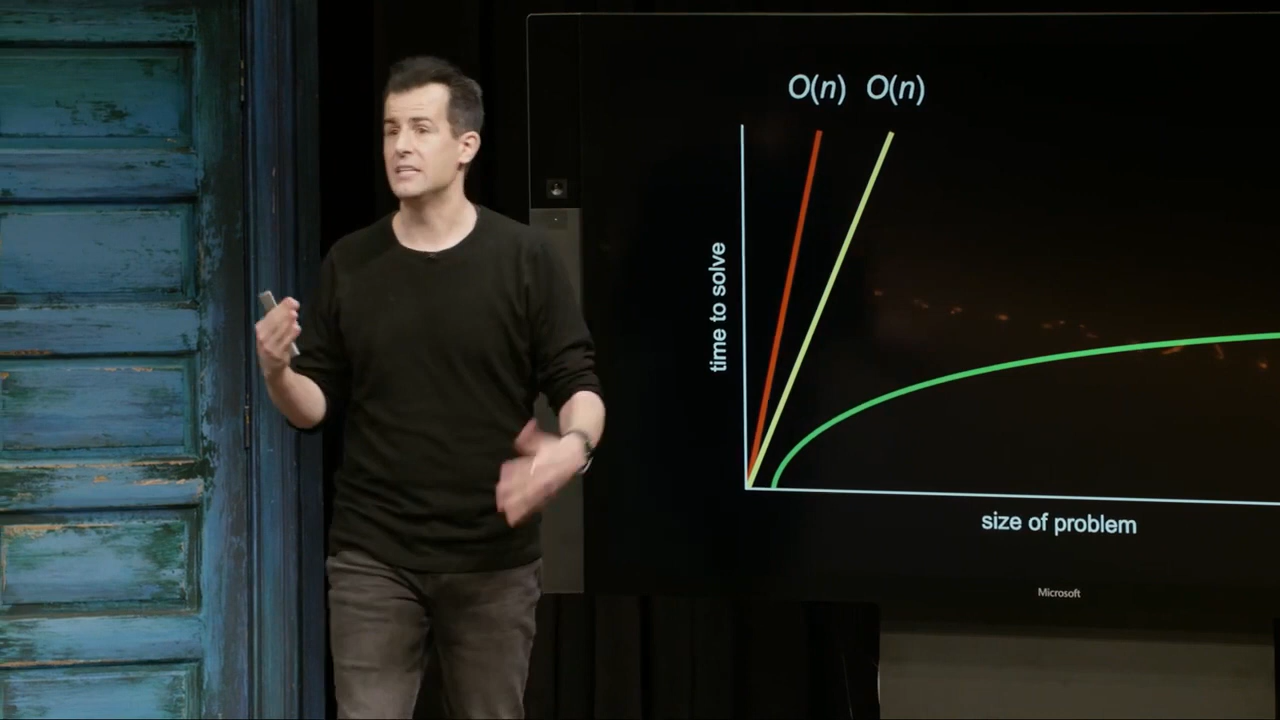 O(n) O(n)
time to solve
size of problem
Microsoft